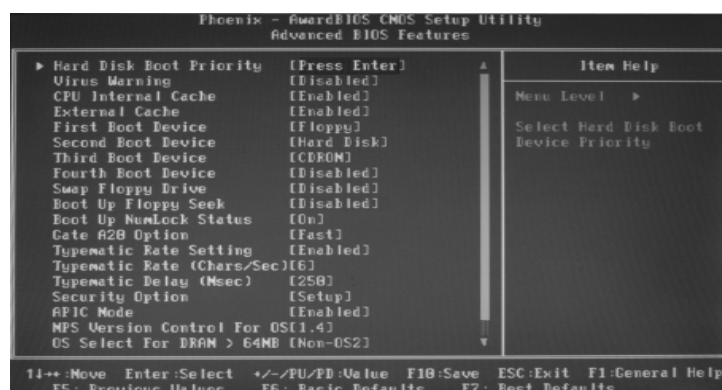 Phoenix - AwardBIOS CMOS Setup Utility
Advanced BIOS Features
▶ Hard Disk Boot Priority [Press Enter]
Virus Warning [Disabled]
CPU Internal Cache [Enabled]
External Cache [Enabled]
First Boot Device [Floppy]
Second Boot Device [Hard Disk]
Third Boot Device [CDROM]
Fourth Boot Device [Disabled]
Swap Floppy Drive [Disabled]
Boot Up Floppy Seek [Disabled]
Boot Up NumLock Status [On]
Gate A20 Option [Fast]
Typematic Rate Setting [Enabled]
Typematic Rate (Chars/Sec)[6]
Typematic Delay (Msec) [250]
Security Option [Setup]
APIC Mode [Enabled]
MPS Version Control For OS[1.4]
OS Select For DRAM > 64MB [Non-OS2]
Item Help
Menu Level ▶
Select Hard Disk Boot
Device Priority
↑↓→←:Move Enter:Select +/-/PU/PD:Value F10:Save ESC:Exit F1:General Help
F5: Previous Values F6: Basic Defaults F7: Best Defaults